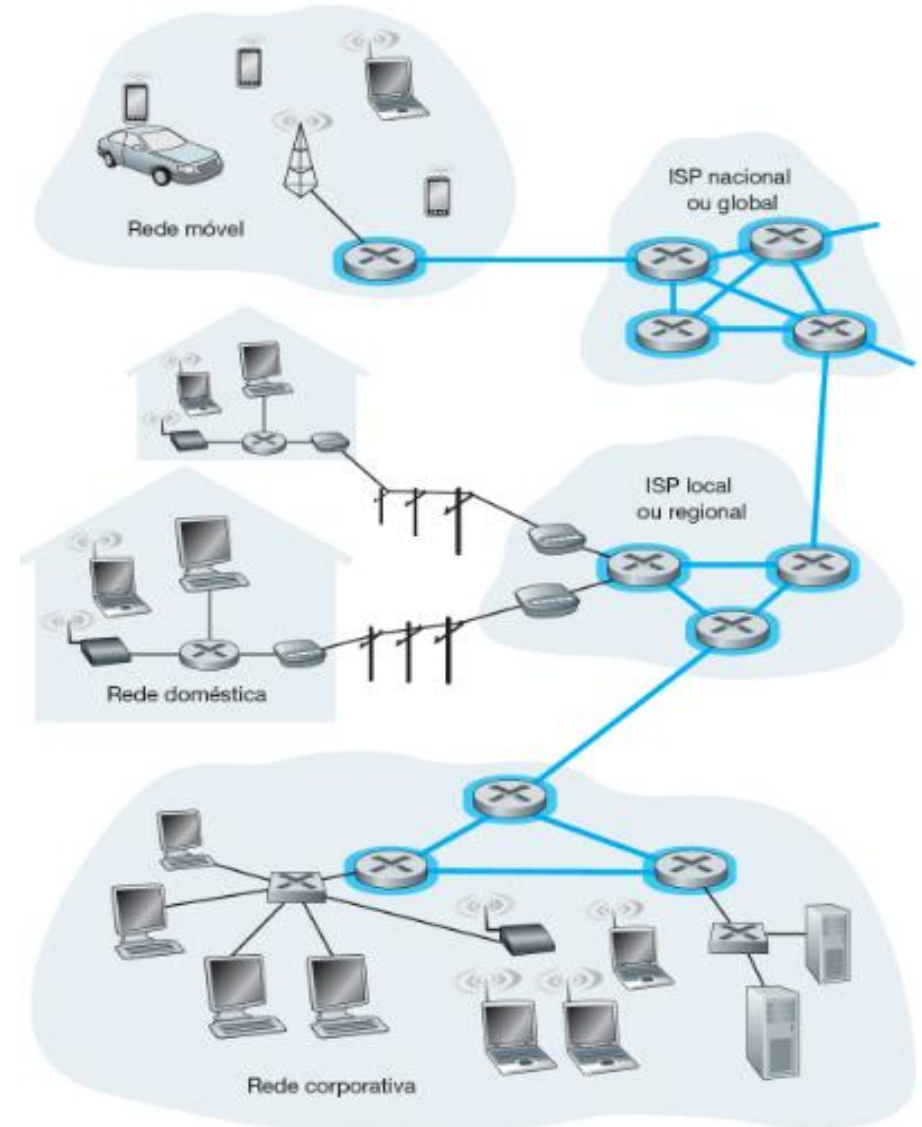 Rede móvel
ISP nacional
ou global
ISP local
ou regional
Rede doméstica
Rede corporativa